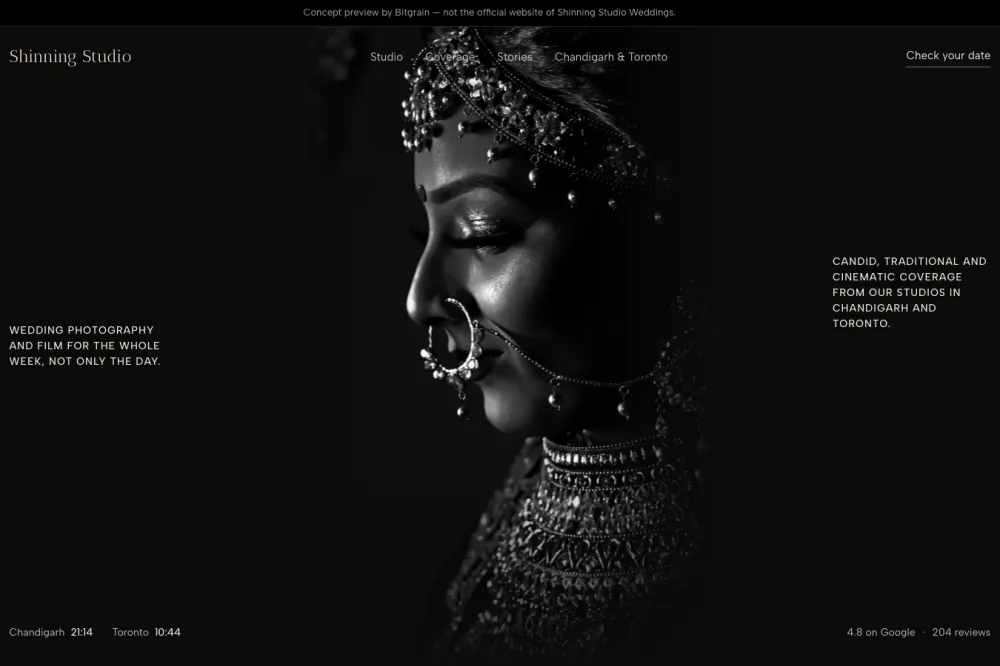 Concept preview by Bitgrain — not the official website of Shinning Studio Weddings.
Shinning Studio
Studio
Coverage
Stories
Chandigarh & Toronto
Check your date
CANDID, TRADITIONAL AND
CINEMATIC COVERAGE
FROM OUR STUDIOS IN
CHANDIGARH AND
TORONTO.
WEDDING PHOTOGRAPHY
AND FILM FOR THE WHOLE
WEEK, NOT ONLY THE DAY.
Chandigarh 21:14
Toronto 10:44
4.8 on Google · 204 reviews